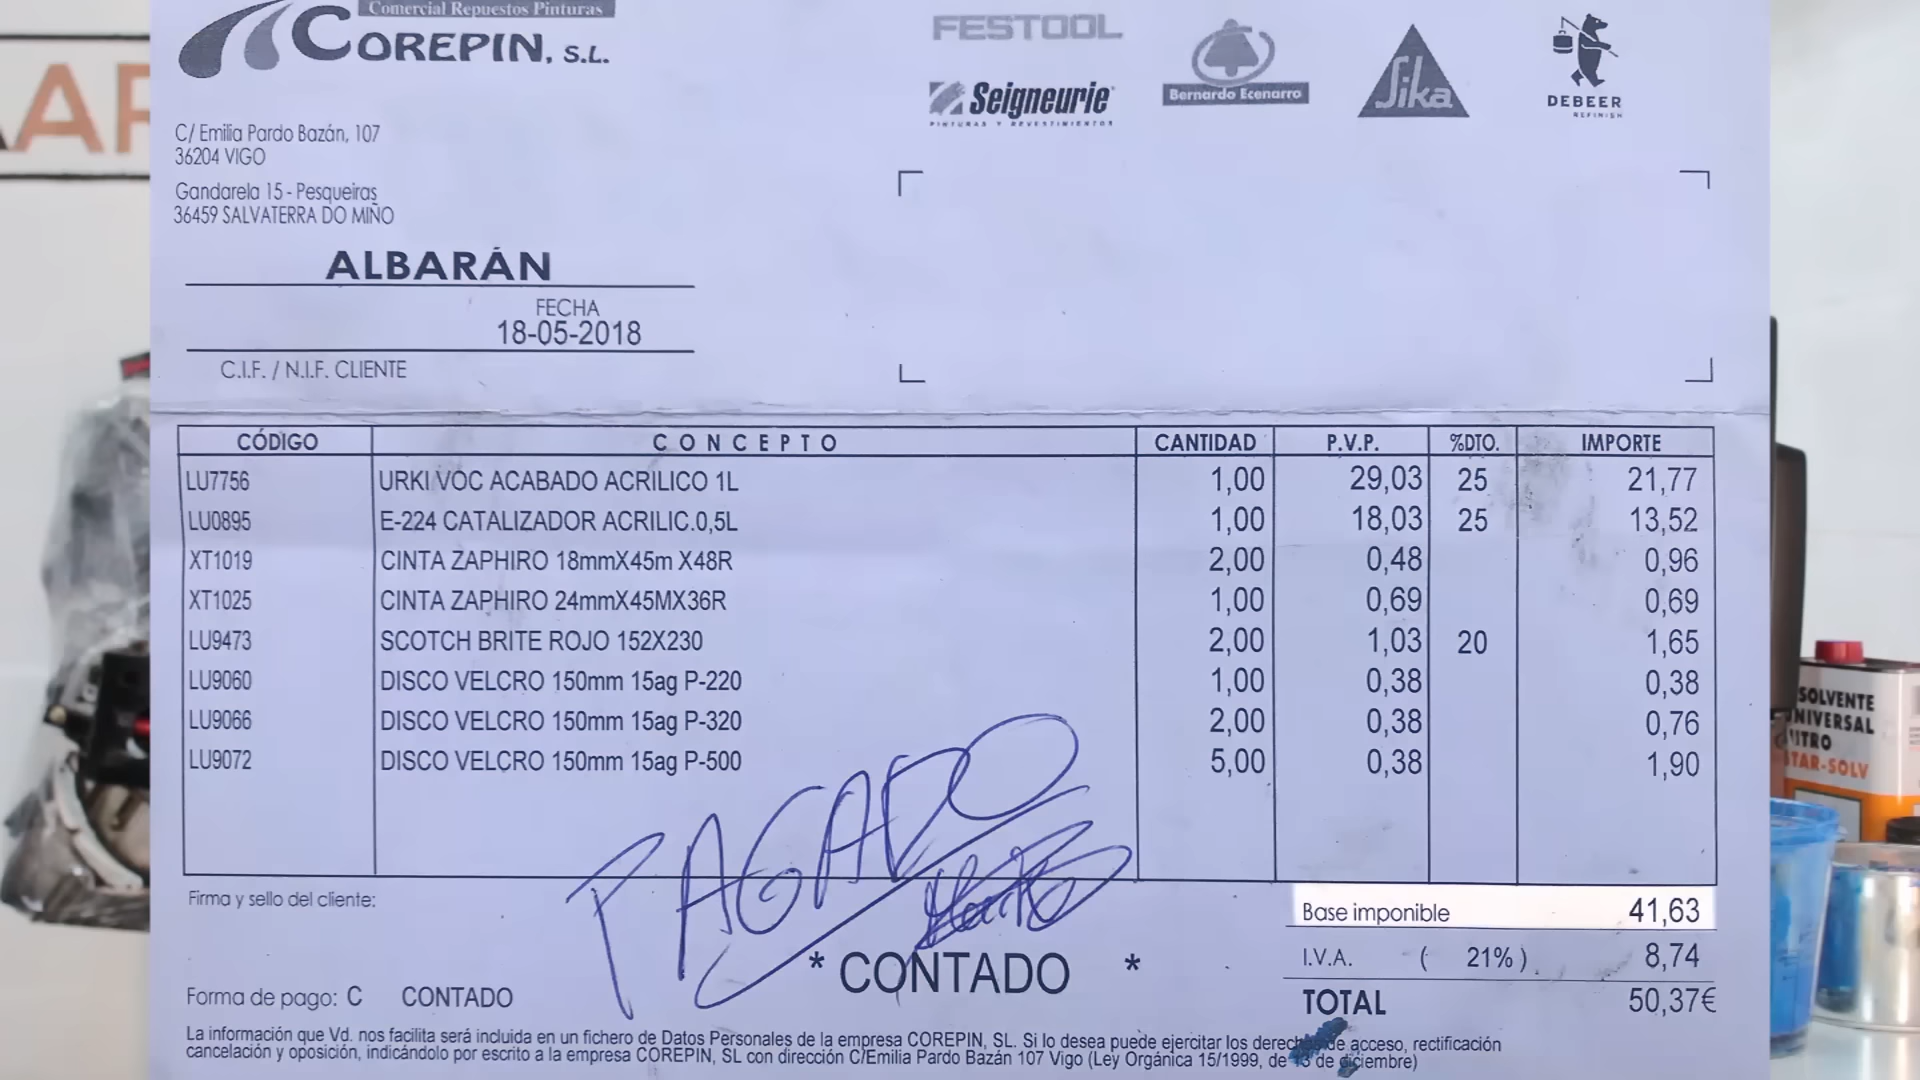 Comercial Repuestos Pinturas
COREPIN, S.L.
FESTOOL
Seigneurie
PINTURAS Y REVESTIMIENTOS
Bernardo Ecenarro
Sika
DEBEER
REFINISH
C/ Emilia Pardo Bazán, 107
36204 VIGO
Gandarela 15 - Pesqueiras
36459 SALVATERRA DO MIÑO
ALBARÁN
FECHA
18-05-2018
C.I.F. / N.I.F. CLIENTE
CÓDIGO CONCEPTO CANTIDAD P.V.P. %DTO. IMPORTE
LU7756 URKI VOC ACABADO ACRILICO 1L 1,00 29,03 25 21,77
LU0895 E-224 CATALIZADOR ACRILIC.0,5L 1,00 18,03 25 13,52
XT1019 CINTA ZAPHIRO 18mmX45m X48R 2,00 0,48 0,96
XT1025 CINTA ZAPHIRO 24mmX45MX36R 1,00 0,69 0,69
LU9473 SCOTCH BRITE ROJO 152X230 2,00 1,03 20 1,65
LU9060 DISCO VELCRO 150mm 15ag P-220 1,00 0,38 0,38
LU9066 DISCO VELCRO 150mm 15ag P-320 2,00 0,38 0,76
LU9072 DISCO VELCRO 150mm 15ag P-500 5,00 0,38 1,90
PAGADO
Firma y sello del cliente:
Base imponible 41,63
I.V.A. ( 21% ) 8,74
* CONTADO *
Forma de pago: C CONTADO
TOTAL 50,37€
La información que Vd. nos facilita será incluida en un fichero de Datos Personales de la empresa COREPIN, SL. Si lo desea puede ejercitar los derechos de acceso, rectificación
cancelación y oposición, indicándolo por escrito a la empresa COREPIN, SL con dirección C/Emilia Pardo Bazán 107 Vigo (Ley Orgánica 15/1999, de 13 de diciembre)
SOLVENTE
UNIVERSAL
NITRO
STAR-SOLV